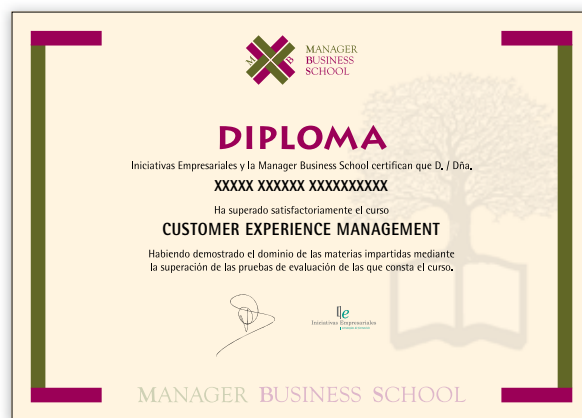 M B S
MANAGER
BUSINESS
SCHOOL
DIPLOMA
Iniciativas Empresariales y la Manager Business School certifican que D. / Dña.
XXXXX XXXXXX XXXXXXXXXX
Ha superado satisfactoriamente el curso
CUSTOMER EXPERIENCE MANAGEMENT
Habiendo demostrado el dominio de las materias impartidas mediante
la superación de las pruebas de evaluación de las que consta el curso.
Ile
Iniciativas Empresariales
MANAGER BUSINESS SCHOOL